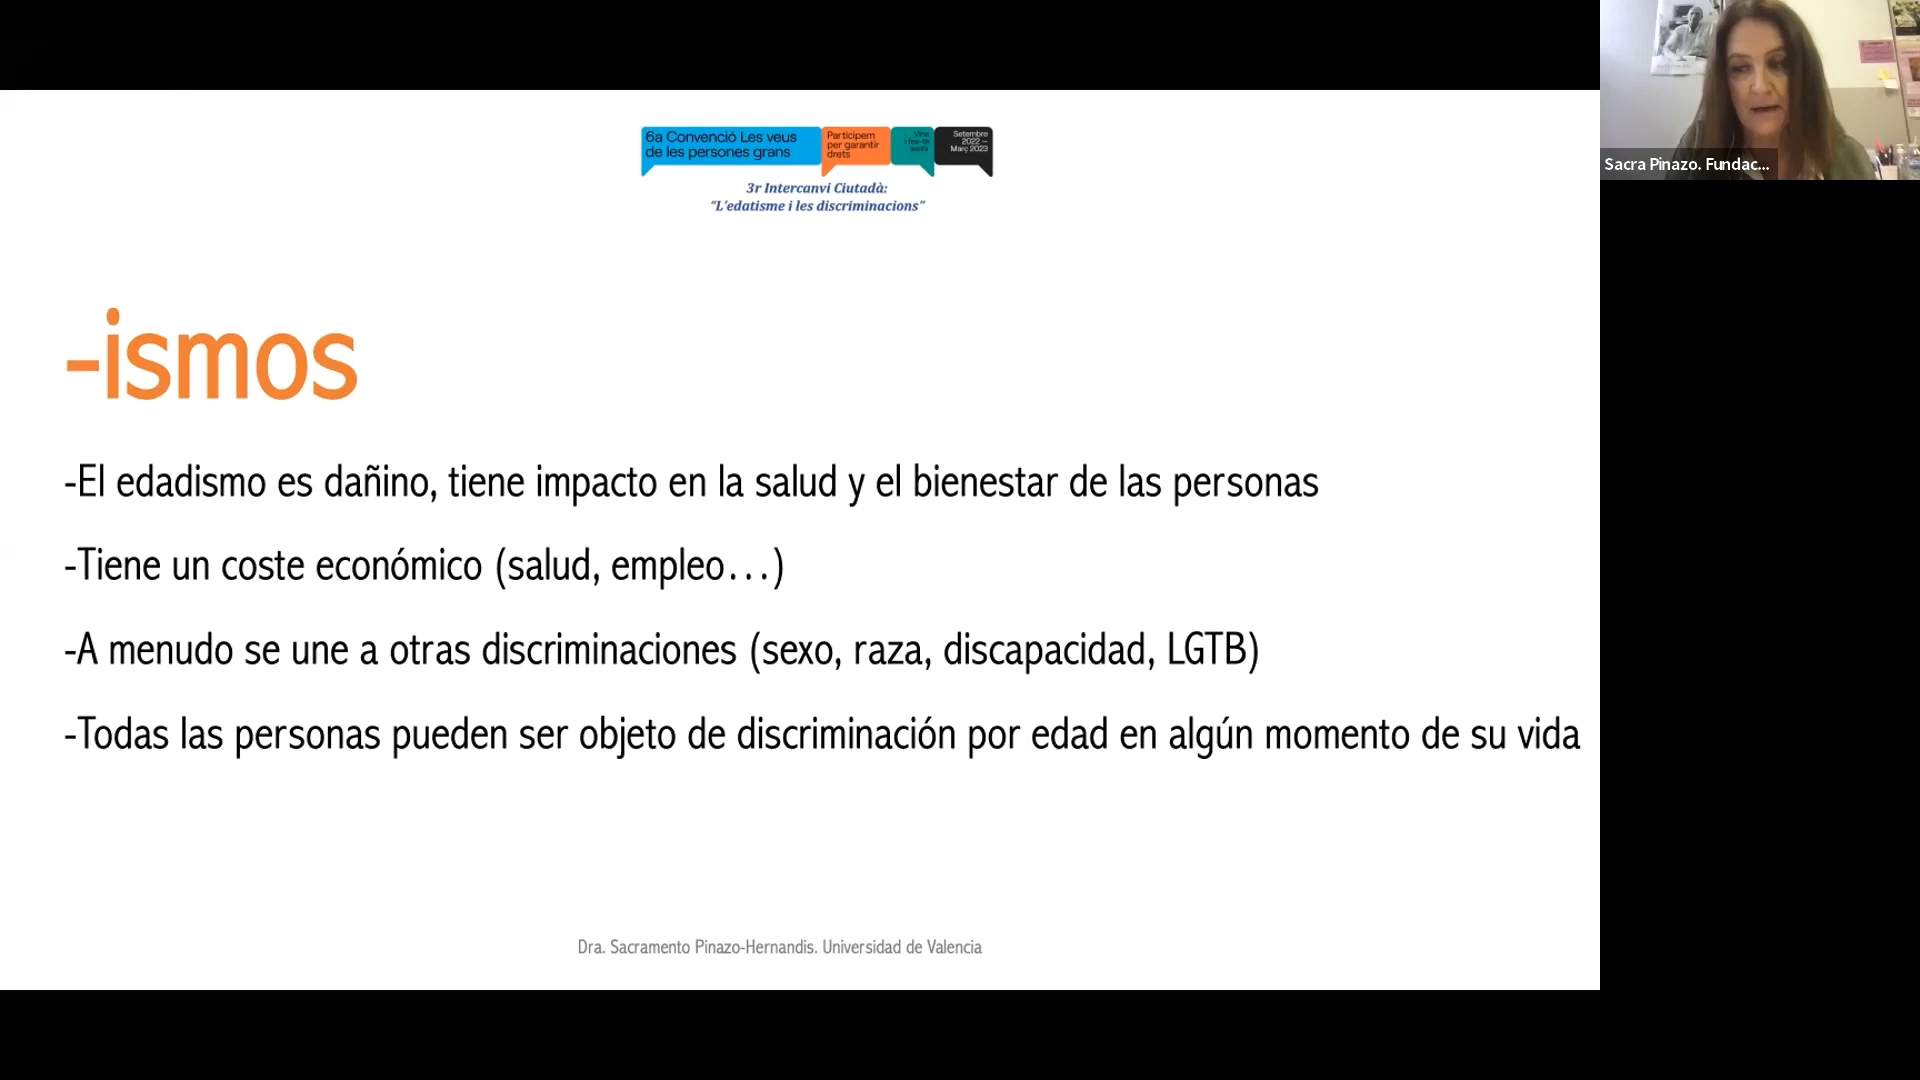 6a Convenció Les veus
de les persones grans
Participem
per garantir
drets
Vine
i fes-te
sentir
Setembre
2022 —
Març 2023
3r Intercanvi Ciutadà:
"L'edatisme i les discriminacions"
-ismos
-El edadismo es dañino, tiene impacto en la salud y el bienestar de las personas
-Tiene un coste económico (salud, empleo…)
-A menudo se une a otras discriminaciones (sexo, raza, discapacidad, LGTB)
-Todas las personas pueden ser objeto de discriminación por edad en algún momento de su vida
Dra. Sacramento Pinazo-Hernandis. Universidad de Valencia
Sacra Pinazo. Fundac...